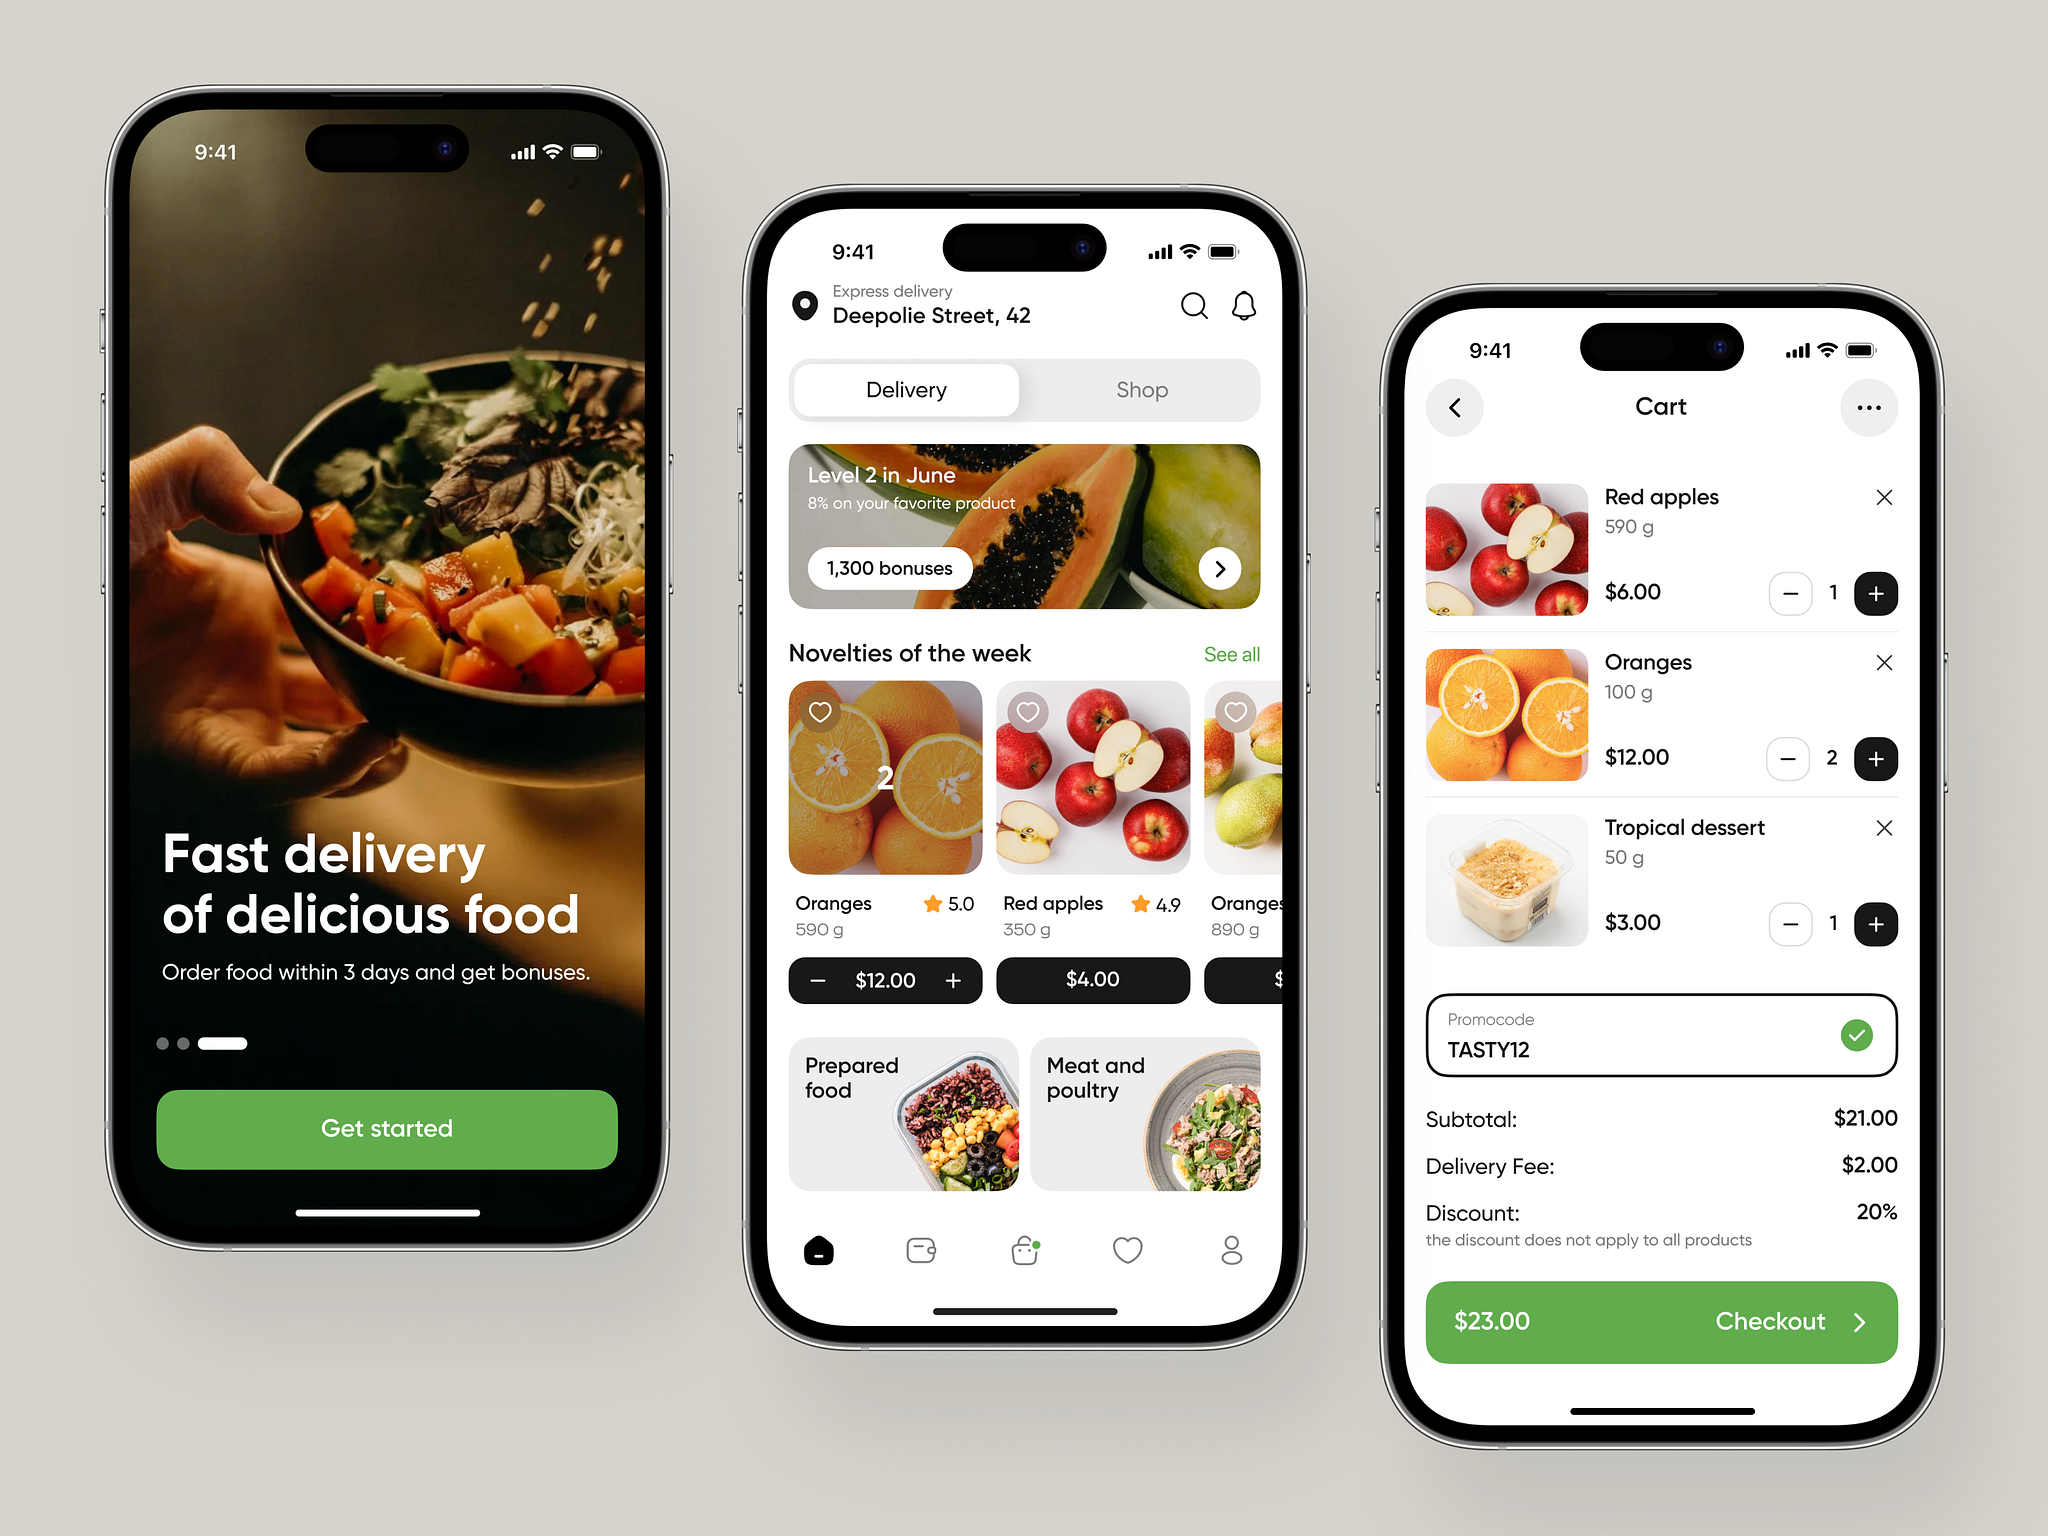 9:41
Fast delivery
of delicious food
Order food within 3 days and get bonuses.
Get started
9:41
Express delivery
Deepolie Street, 42
Delivery
Shop
Level 2 in June
8% on your favorite product
1,300 bonuses
Novelties of the week
See all
2
Oranges
5.0
590 g
$12.00
Red apples
4.9
350 g
$4.00
Oranges
890 g
$
Prepared
food
Meat and
poultry
9:41
Cart
Red apples
590 g
$6.00
1
Oranges
100 g
$12.00
2
Tropical dessert
50 g
$3.00
1
Promocode
TASTY12
Subtotal:
$21.00
Delivery Fee:
$2.00
Discount:
20%
the discount does not apply to all products
$23.00
Checkout